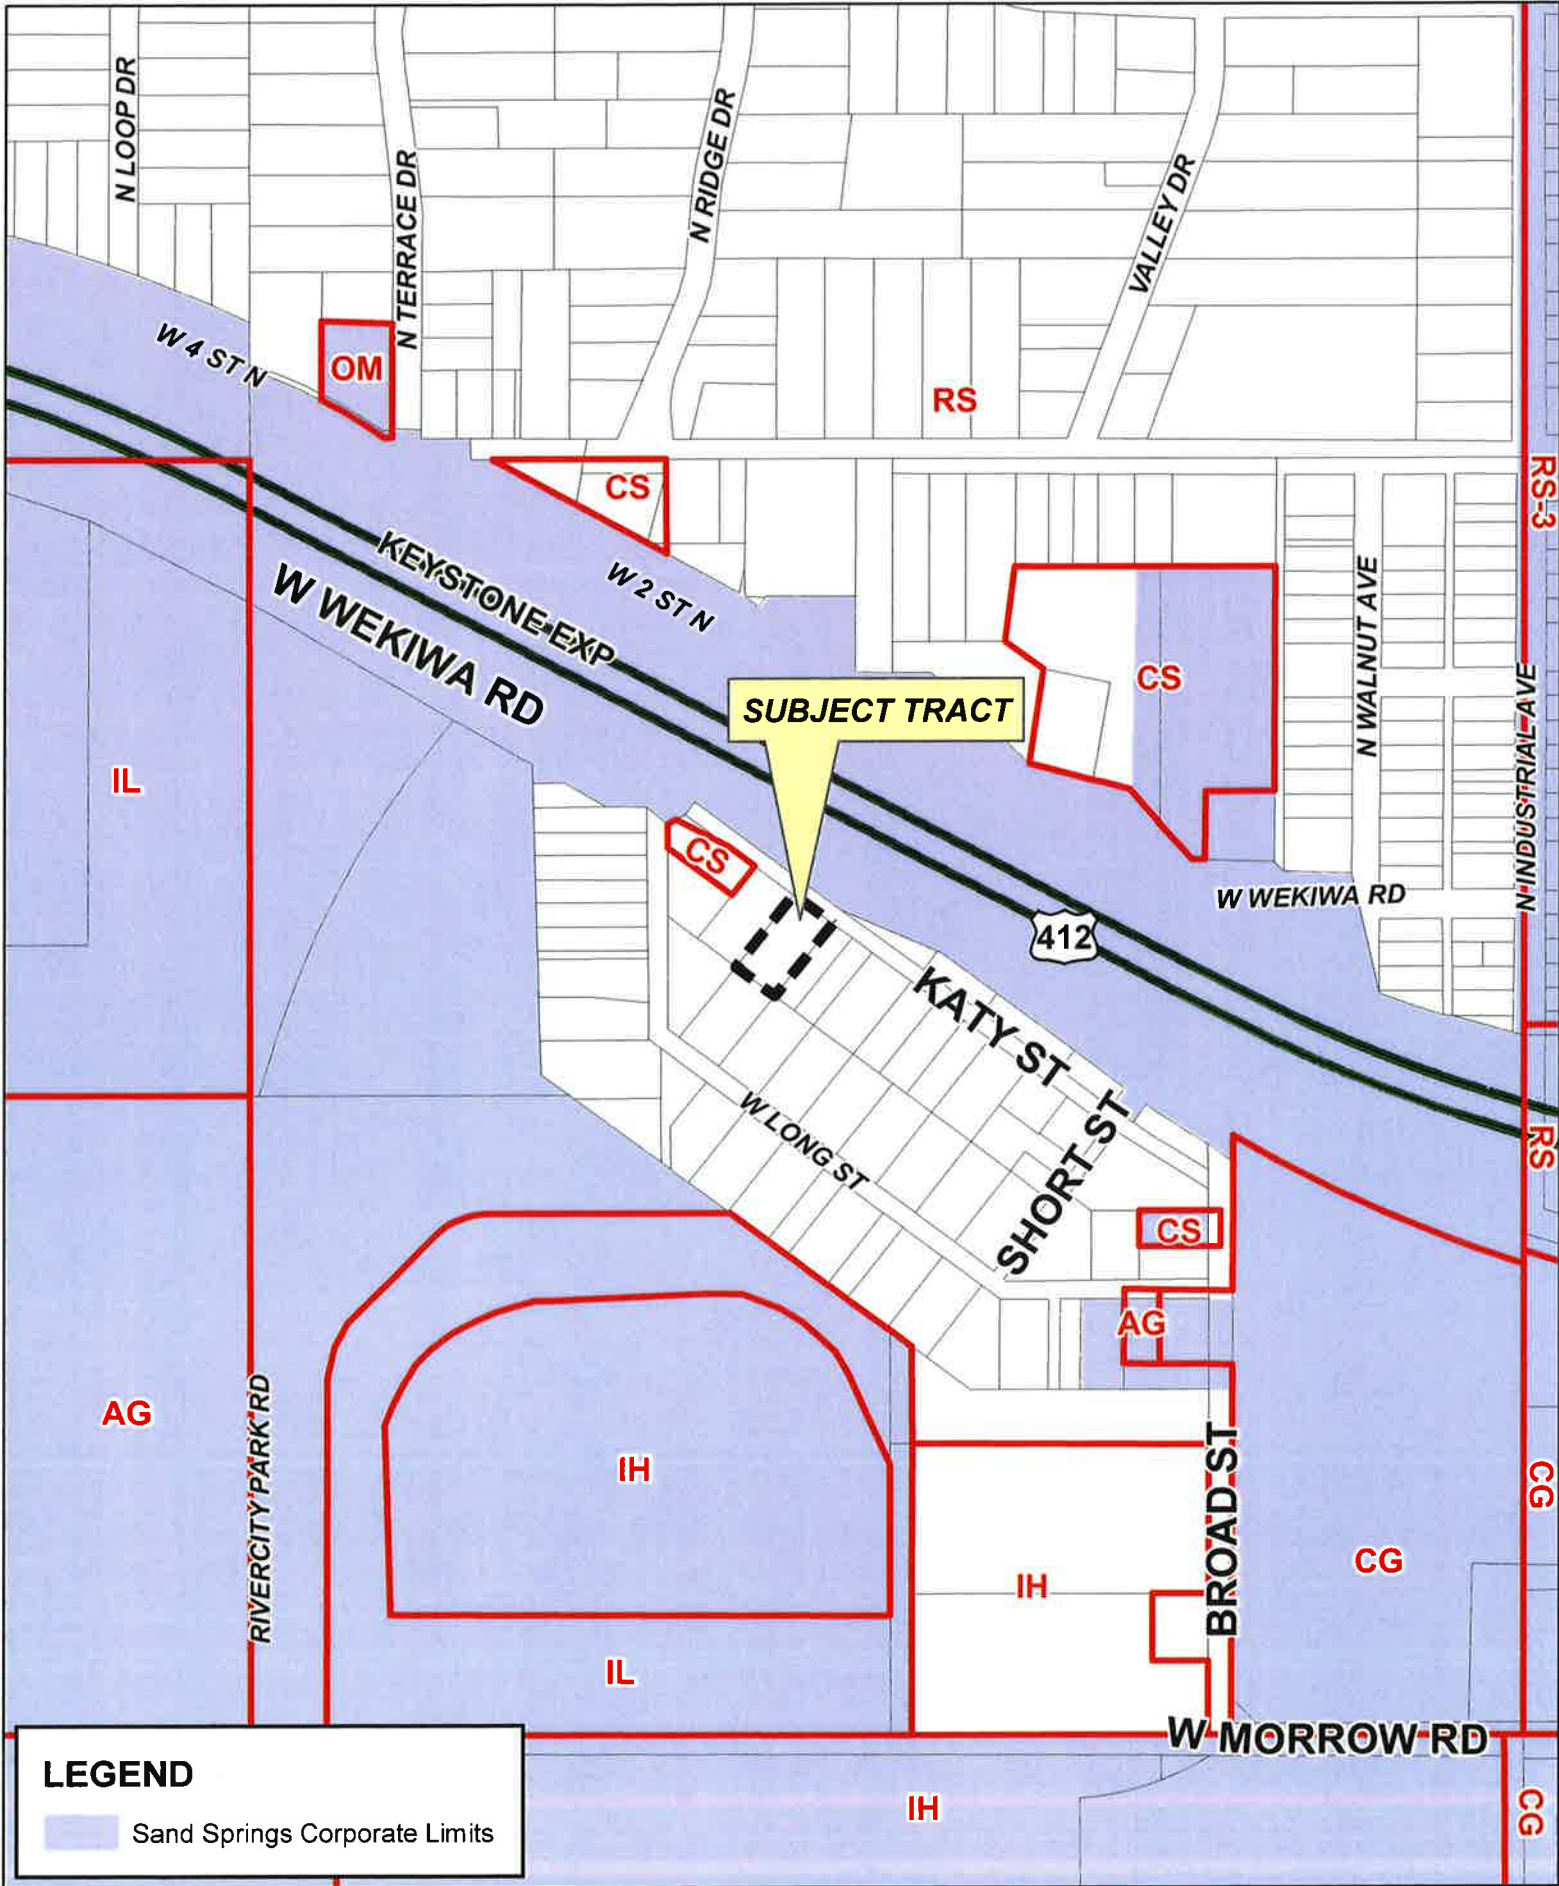 N LOOP DR
N TERRACE DR
N RIDGE DR
VALLEY DR
W 4 ST N
OM
RS
CS
RS-3
KEYSTONE EXP
W 2 ST N
W WEKIWA RD
N WALNUT AVE
CS
SUBJECT TRACT
N INDUSTRIAL AVE
IL
CS
W WEKIWA RD
412
KATY ST
W LONG ST
SHORT ST
RS
CS
AG
AG
RIVERCITY PARK RD
IH
BROAD ST
CG
CG
IH
IL
W MORROW RD
LEGEND
Sand Springs Corporate Limits
IH
CG